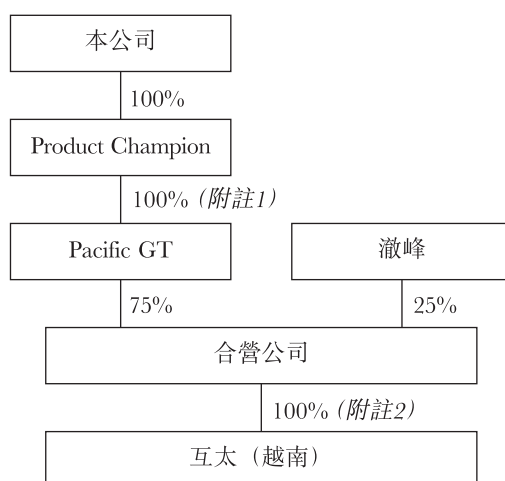 本公司
100%
Product Champion
100% (附註1)
Pacific GT
澈峰
75%
25%
合營公司
100% (附註2)
互太（越南）